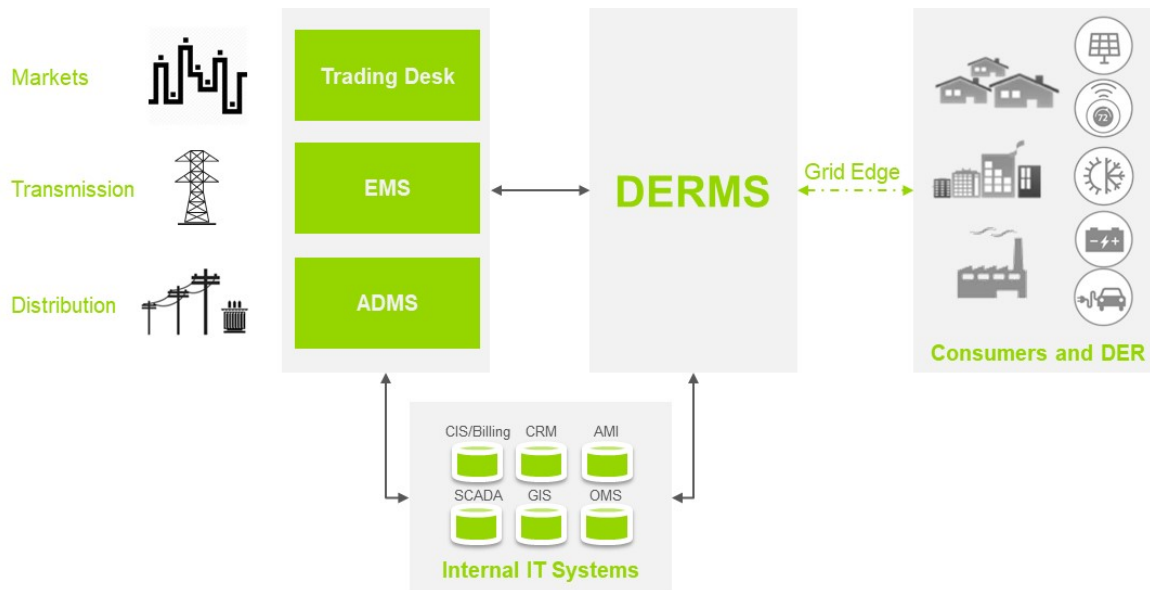 Markets
Trading Desk
Transmission
EMS
DERMS
Grid Edge
72
Distribution
ADMS
Consumers and DER
CIS/Billing CRM AMI
SCADA GIS OMS
Internal IT Systems